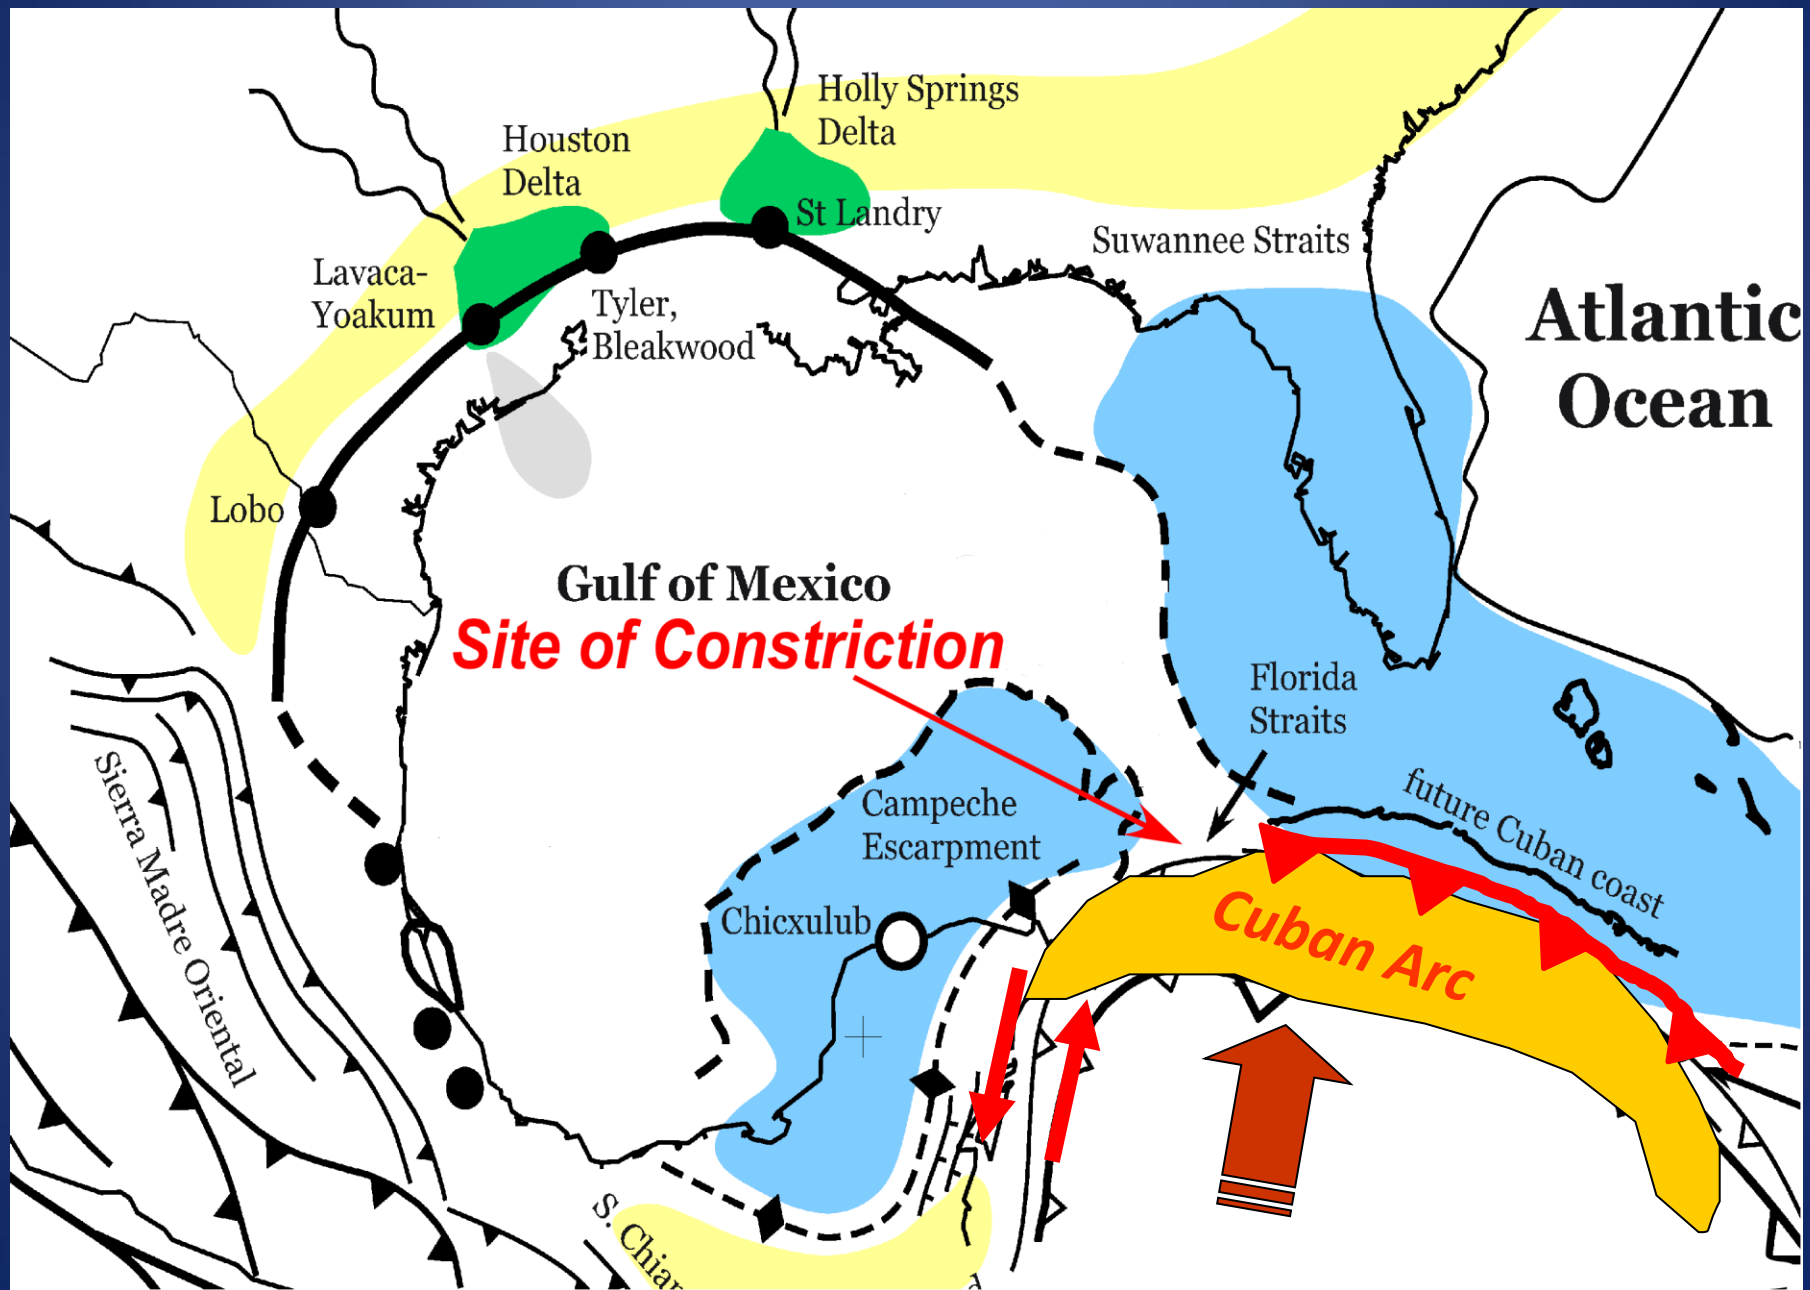 Holly Springs
Delta
Houston
Delta
St Landry
Suwannee Straits
Lavaca-
Yoakum
Tyler,
Bleakwood
Atlantic
Ocean
Lobo
Gulf of Mexico
Site of Constriction
Florida
Straits
Sierra Madre Oriental
Campeche
Escarpment
future Cuban coast
Chicxulub
Cuban Arc
S.